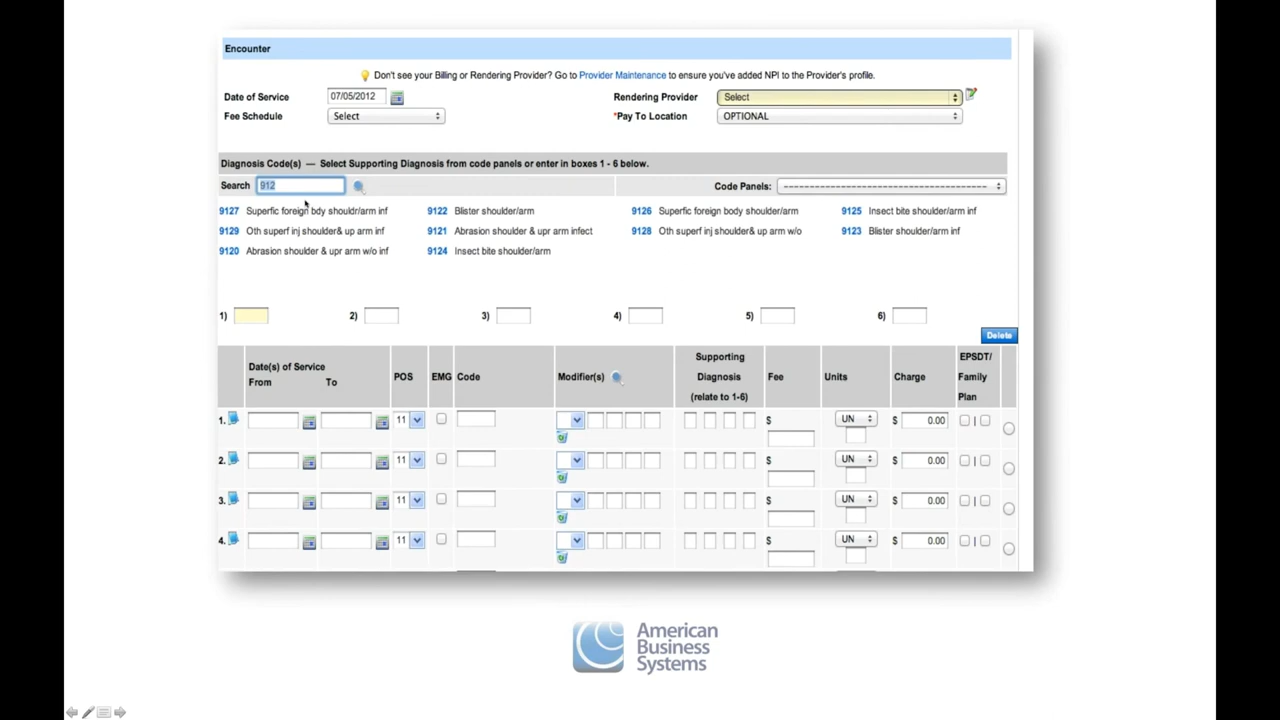 Encounter
Don't see your Billing or Rendering Provider? Go to Provider Maintenance to ensure you've added NPI to the Provider's profile.
Date of Service 07/05/2012 Rendering Provider Select
Fee Schedule Select *Pay To Location OPTIONAL
Diagnosis Code(s) — Select Supporting Diagnosis from code panels or enter in boxes 1 - 6 below.
Search 912 Code Panels: ----------------------------------------
9127 Superfic foreign bdy shouldr/arm inf 9122 Blister shoulder/arm 9126 Superfic foreign body shoulder/arm 9125 Insect bite shoulder/arm inf
9129 Oth superf inj shoulder& up arm inf 9121 Abrasion shoulder & upr arm infect 9128 Oth superf inj shoulder& up arm w/o 9123 Blister shoulder/arm inf
9120 Abrasion shoulder & upr arm w/o inf 9124 Insect bite shoulder/arm
1) 2) 3) 4) 5) 6)
Delete
Date(s) of Service
From To
POS EMG Code Modifier(s)
Supporting
Diagnosis
(relate to 1-6)
Fee Units Charge
EPSDT/
Family
Plan
1. 11 $ UN $ 0.00 |
2. 11 $ UN $ 0.00 |
3. 11 $ UN $ 0.00 |
4. 11 $ UN $ 0.00 |
American
Business
Systems